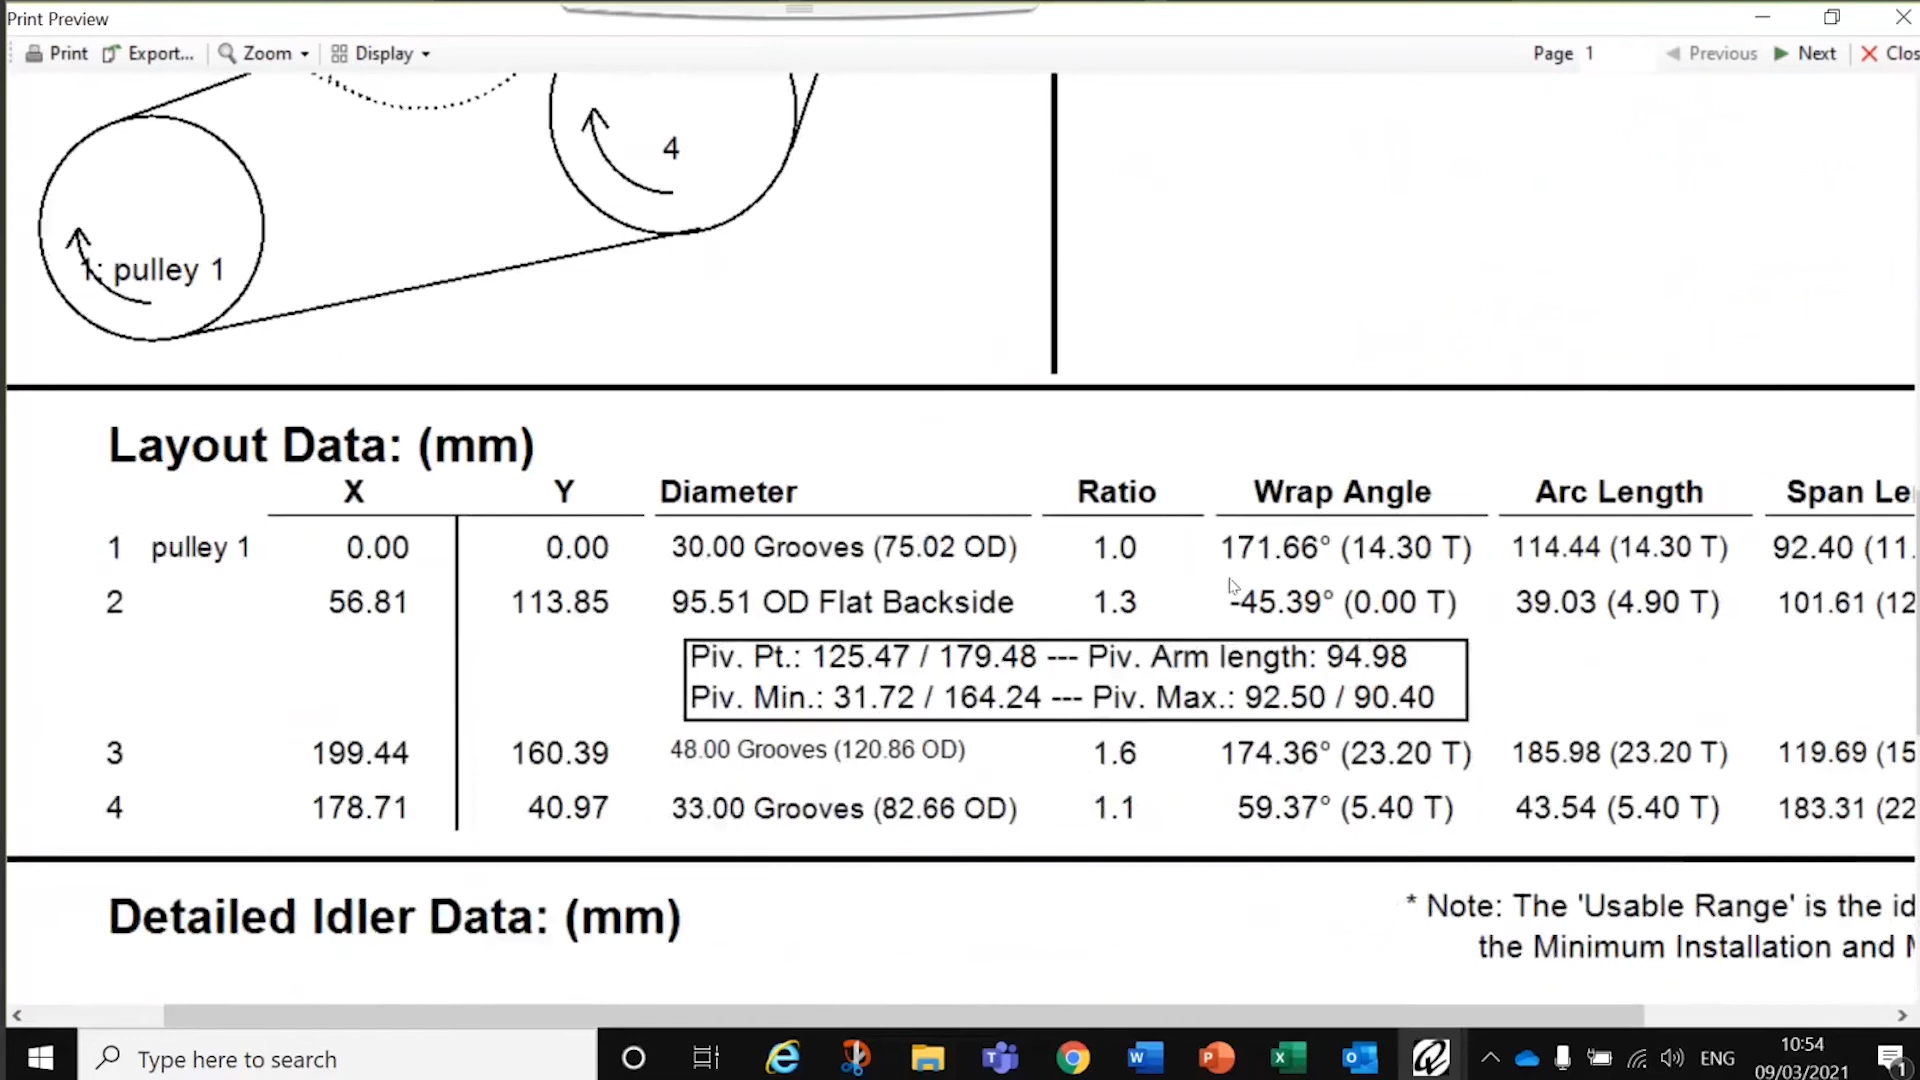 Print Preview
Print Export... Zoom Display Page 1 Previous Next Clos
4
1: pulley 1
Layout Data: (mm)
X Y Diameter Ratio Wrap Angle Arc Length Span Le
1 pulley 1 0.00 0.00 30.00 Grooves (75.02 OD) 1.0 171.66° (14.30 T) 114.44 (14.30 T) 92.40 (11.
2 56.81 113.85 95.51 OD Flat Backside 1.3 -45.39° (0.00 T) 39.03 (4.90 T) 101.61 (12
Piv. Pt.: 125.47 / 179.48 --- Piv. Arm length: 94.98
Piv. Min.: 31.72 / 164.24 --- Piv. Max.: 92.50 / 90.40
3 199.44 160.39 48.00 Grooves (120.86 OD) 1.6 174.36° (23.20 T) 185.98 (23.20 T) 119.69 (15
4 178.71 40.97 33.00 Grooves (82.66 OD) 1.1 59.37° (5.40 T) 43.54 (5.40 T) 183.31 (22
Detailed Idler Data: (mm)
* Note: The 'Usable Range' is the id
the Minimum Installation and M
Type here to search
ENG
10:54
09/03/2021
1